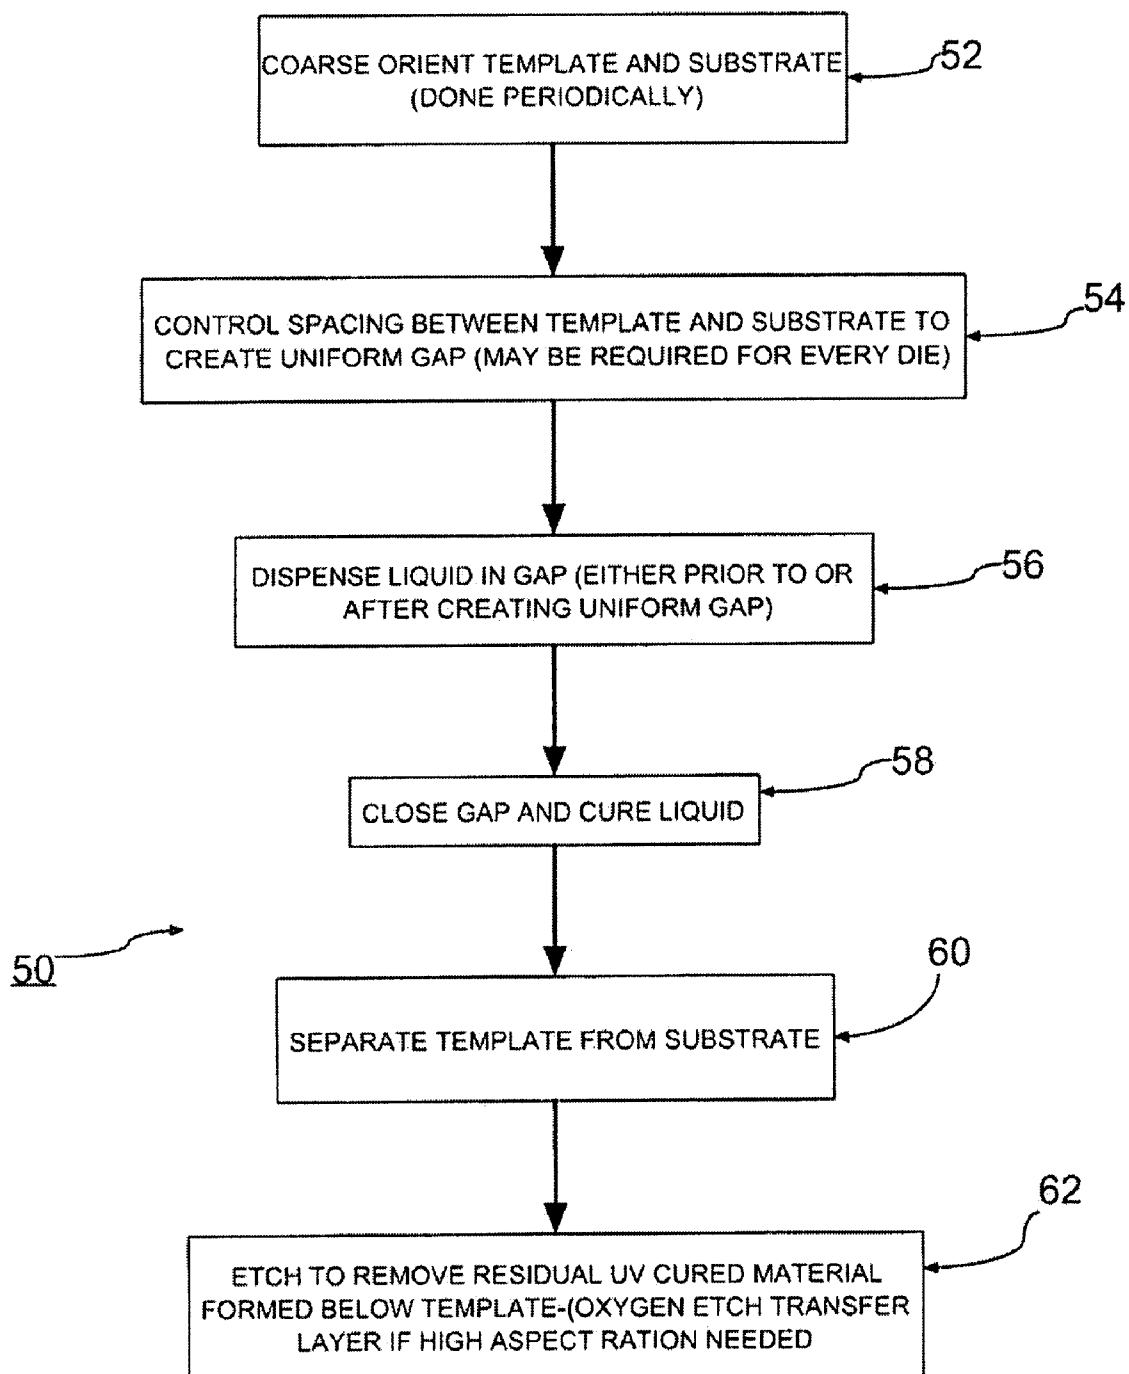 COARSE ORIENT TEMPLATE AND SUBSTRATE
(DONE PERIODICALLY)
52
CONTROL SPACING BETWEEN TEMPLATE AND SUBSTRATE TO
CREATE UNIFORM GAP (MAY BE REQUIRED FOR EVERY DIE)
54
DISPENSE LIQUID IN GAP (EITHER PRIOR TO OR
AFTER CREATING UNIFORM GAP)
56
CLOSE GAP AND CURE LIQUID
58
50
SEPARATE TEMPLATE FROM SUBSTRATE
60
ETCH TO REMOVE RESIDUAL UV CURED MATERIAL
FORMED BELOW TEMPLATE-(OXYGEN ETCH TRANSFER
LAYER IF HIGH ASPECT RATION NEEDED
62